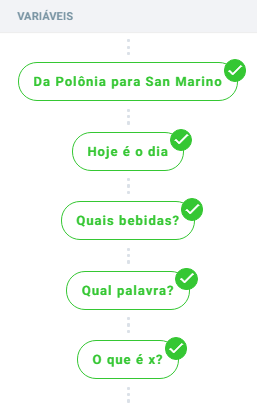 VARIÁVEIS
Da Polônia para San Marino
Hoje é o dia
Quais bebidas?
Qual palavra?
O que é x?